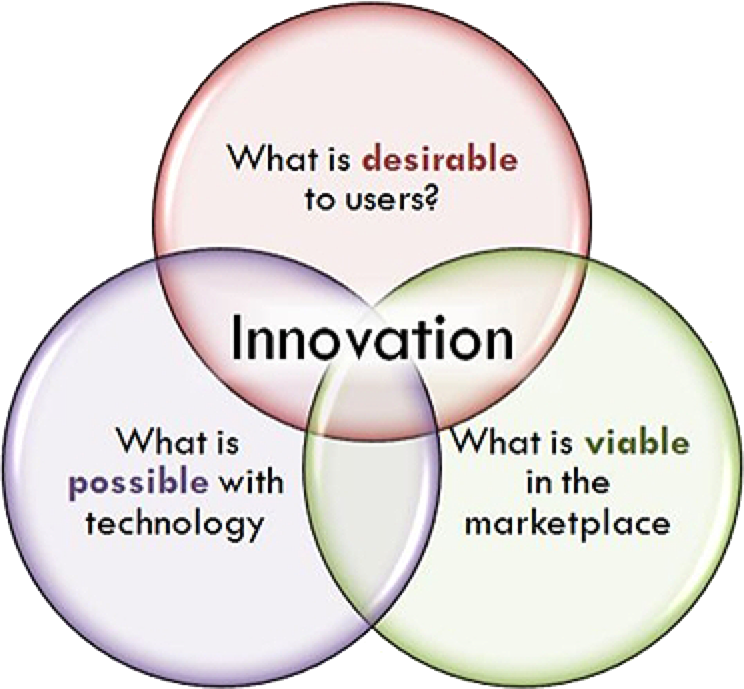 What is desirable
to users?
Innovation
What is
possible with
technology
What is viable
in the
marketplace